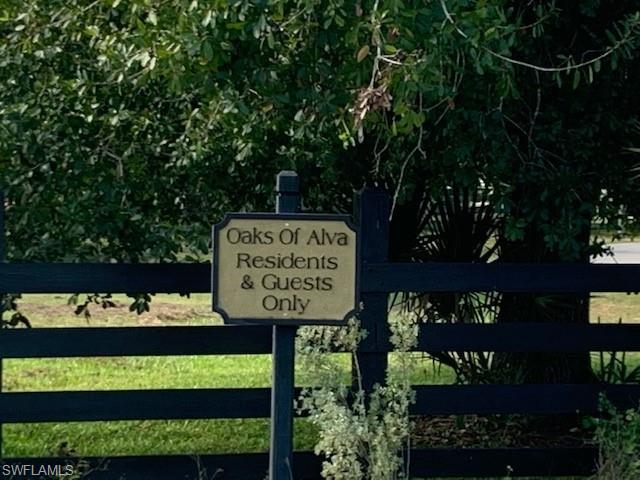 Oaks Of Alva
Residents
& Guests
Only
SWFLAMLS